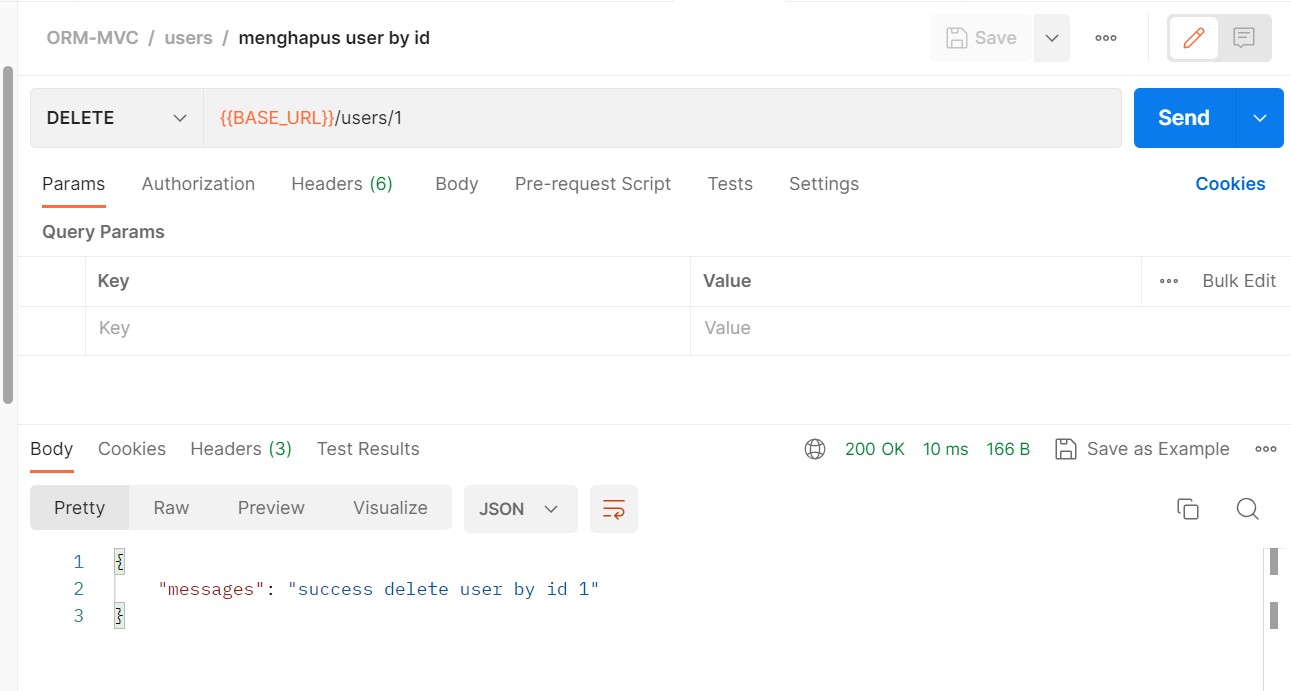 ORM-MVC / users / menghapus user by id
Save
DELETE
{{BASE_URL}}/users/1
Send
Params Authorization Headers (6) Body Pre-request Script Tests Settings Cookies
Query Params
Key Value Bulk Edit
Key Value
Body Cookies Headers (3) Test Results 200 OK 10 ms 166 B Save as Example
Pretty Raw Preview Visualize JSON
1 {
2 "messages": "success delete user by id 1"
3 }